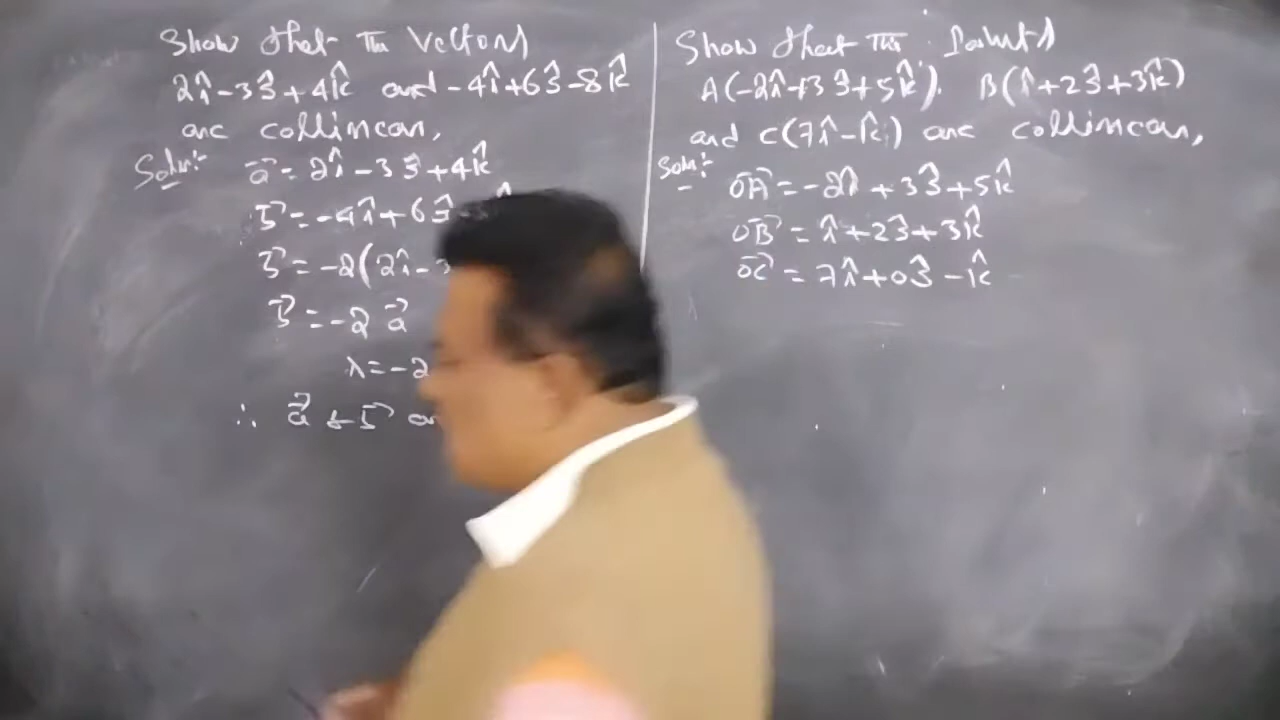 Show that the Vectors
2î-3ĵ+4k̂ and -4î+6ĵ-8k̂
are collinear,
Soln:- a⃗ = 2î-3ĵ+4k̂
b⃗ = -4î+6ĵ
b⃗ = -2(2î-3
b⃗ = -2 a⃗
λ=-2
∴ a⃗ & b⃗ ar
Show that the Points
A(-2î+3ĵ+5k̂). B(î+2ĵ+3k̂)
and C(7î-k̂) are collinear,
Soln:- OA⃗ = -2î+3ĵ+5k̂
OB⃗ = î+2ĵ+3k̂
OC⃗ = 7î+0ĵ-k̂